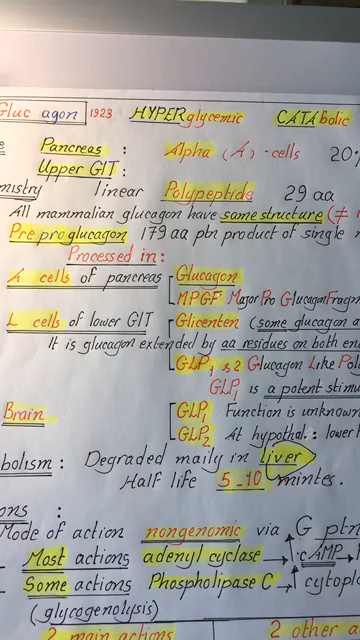 Gluc agon 1923 HYPERglycemic CATAbolic
Pancreas : Alpha (A) - cells 20%
Upper GIT :
linear Polypeptide 29 aa
All mammalian glucagon have same structure (≠
Preproglucagon 179 aa ptn product of single
Processed in:
A cells of pancreas Glucagon
MPGF Major Pro Glucagon Fragm
L cells of lower GIT Glicenten (some glucagon a
It is glucagon extended by aa residues on both en
GLP1 & 2 Glucagon Like Pol
GLP1 is a potent stimu
Brain GLP1 Function is unknown
GLP2 At hypothal.: lower
bolism : Degraded maily in liver
Half life 5-10 mintes.
ons :
Mode of action nongenomic via ↑G ptn
Most actions adenyl cyclase → ↑cAMP →
Some actions Phospholipase C → ↑ cytopl
(glycogenolysis)
2 main actions 2 other a